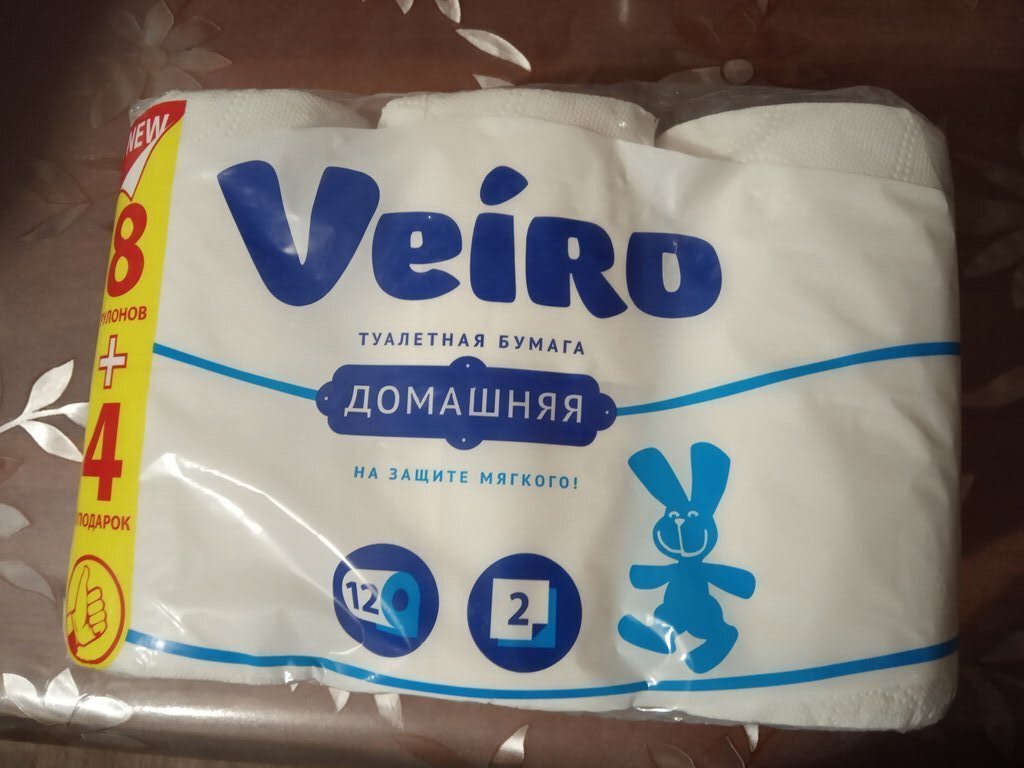 NEW
8
РУЛОНОВ
+
4
ПОДАРОК
Veiro
ТУАЛЕТНАЯ БУМАГА
ДОМАШНЯЯ
НА ЗАЩИТЕ МЯГКОГО!
12
2